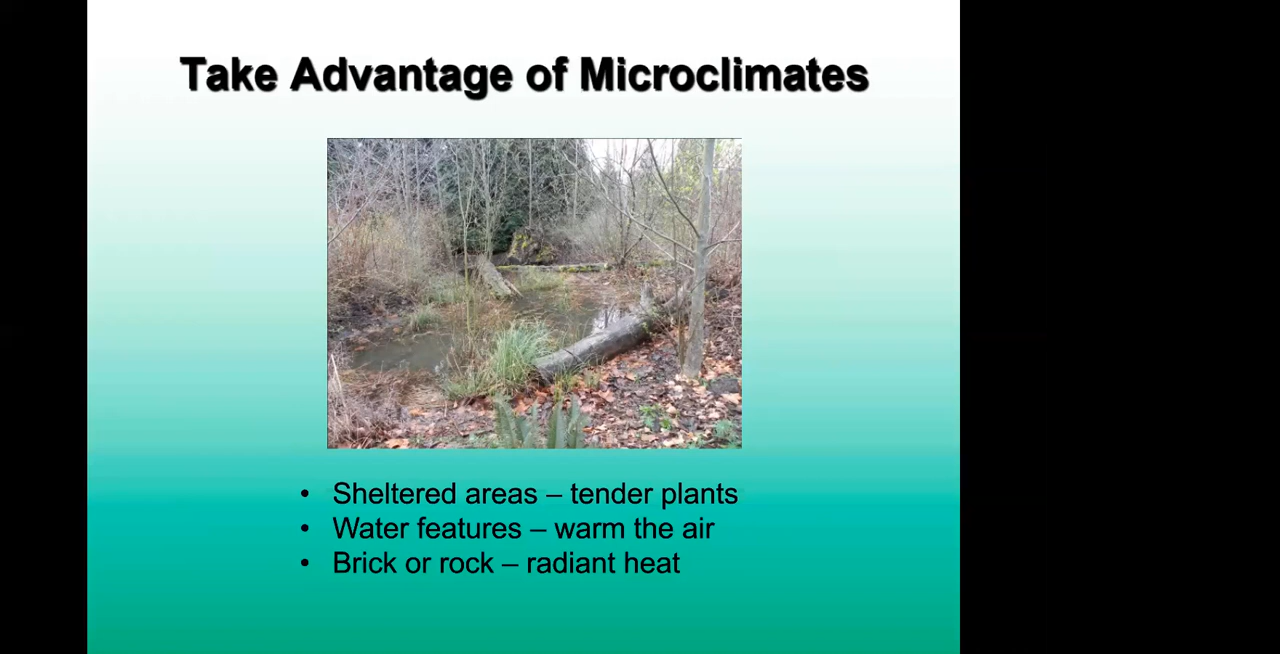 Take Advantage of Microclimates
• Sheltered areas – tender plants
• Water features – warm the air
• Brick or rock – radiant heat